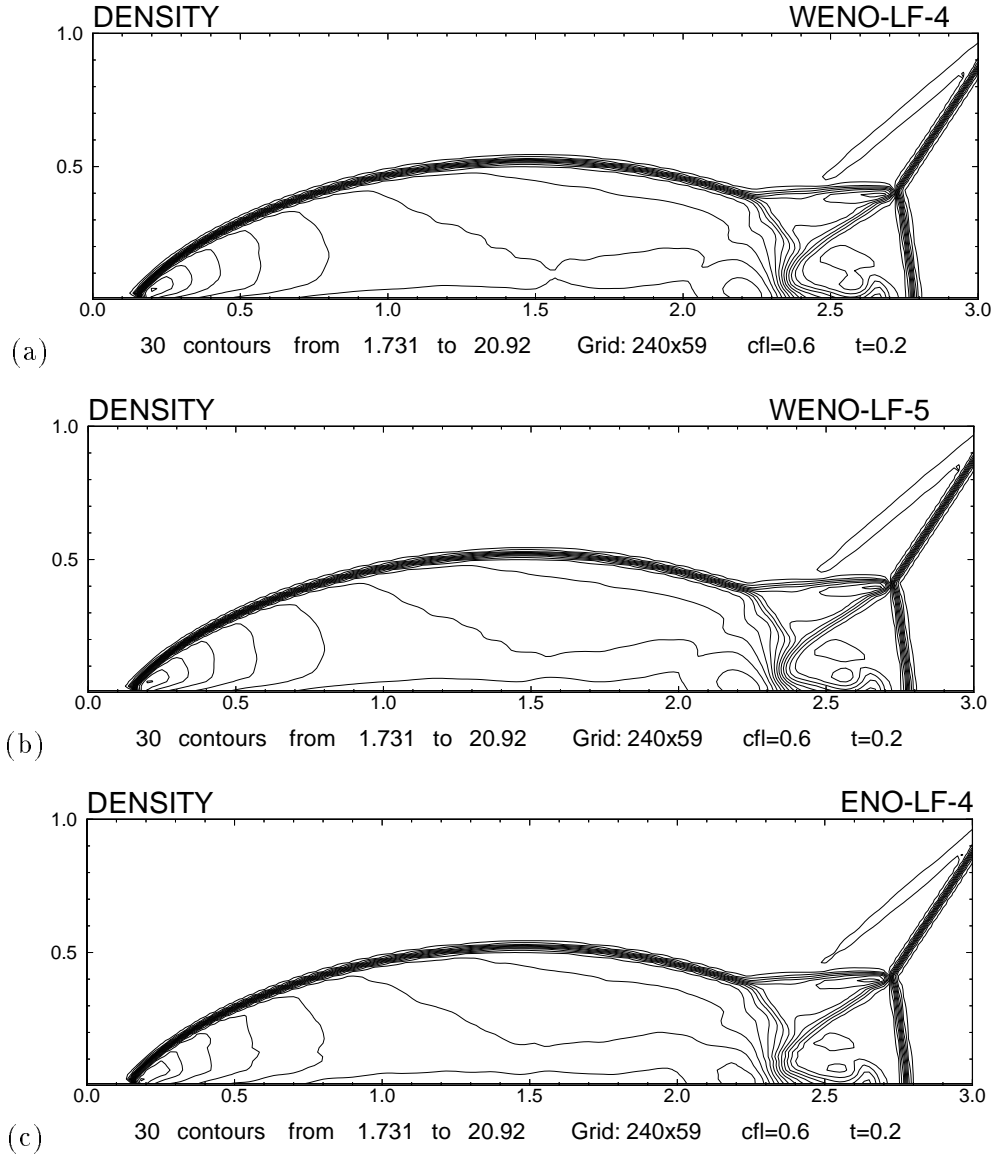 DENSITY WENO-LF-4
1.0
0.5
0.0 0.5 1.0 1.5 2.0 2.5 3.0
(a) 30 contours from 1.731 to 20.92 Grid: 240x59 cfl=0.6 t=0.2
DENSITY WENO-LF-5
1.0
0.5
0.0 0.5 1.0 1.5 2.0 2.5 3.0
(b) 30 contours from 1.731 to 20.92 Grid: 240x59 cfl=0.6 t=0.2
DENSITY ENO-LF-4
1.0
0.5
0.0 0.5 1.0 1.5 2.0 2.5 3.0
(c) 30 contours from 1.731 to 20.92 Grid: 240x59 cfl=0.6 t=0.2